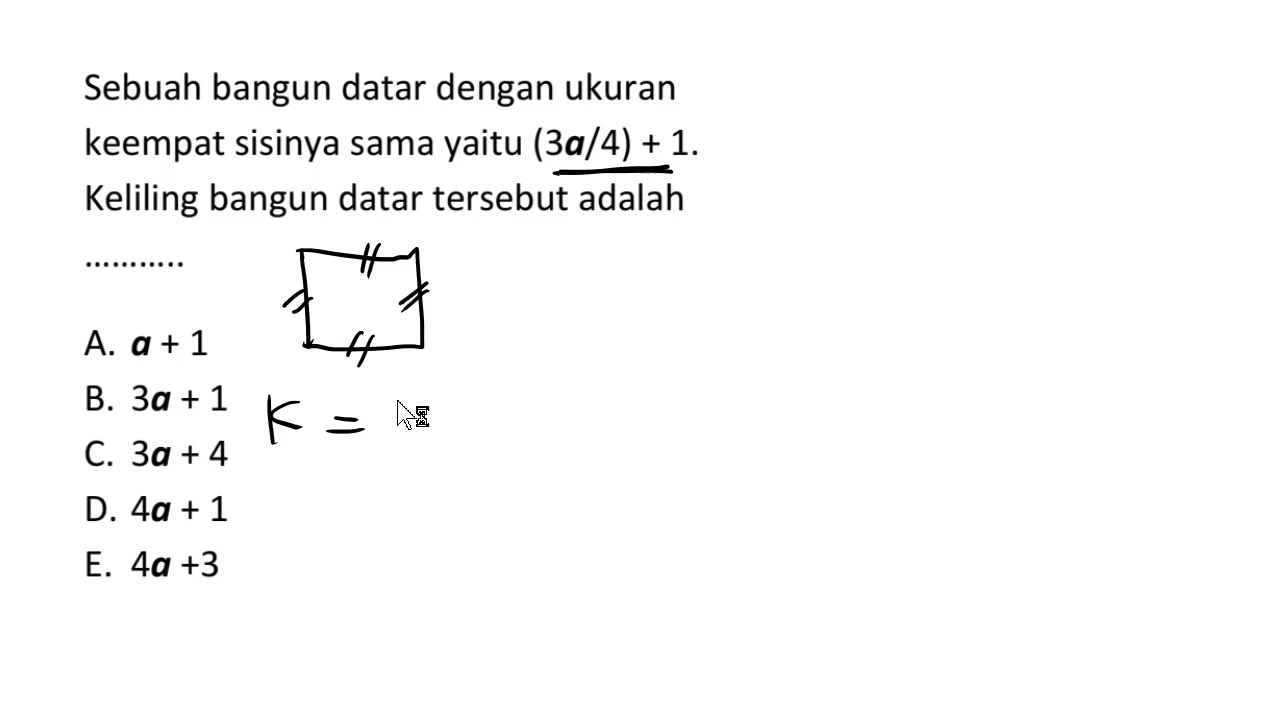 Sebuah bangun datar dengan ukuran
keempat sisinya sama yaitu (3a/4) + 1.
Keliling bangun datar tersebut adalah
...........
A. a + 1
B. 3a + 1
K =
C. 3a + 4
D. 4a + 1
E. 4a +3